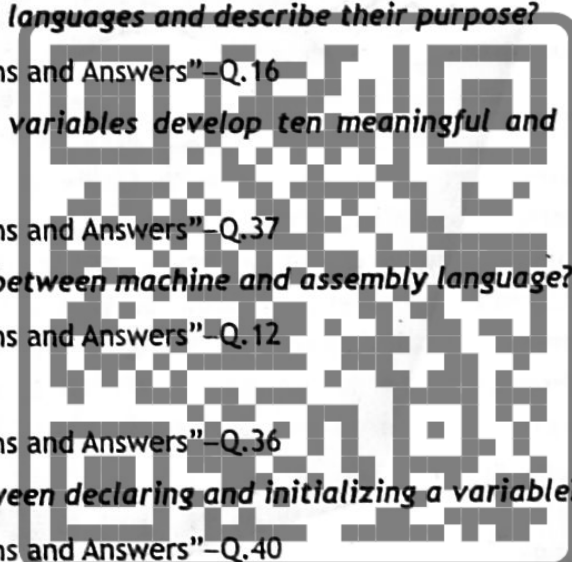 languages and describe their purpose?
ns and Answers"–Q.16
variables develop ten meaningful and
ns and Answers"–Q.37
between machine and assembly language?
ns and Answers"–Q.12
ns and Answers"–Q.36
veen declaring and initializing a variable?
ns and Answers"–Q.40